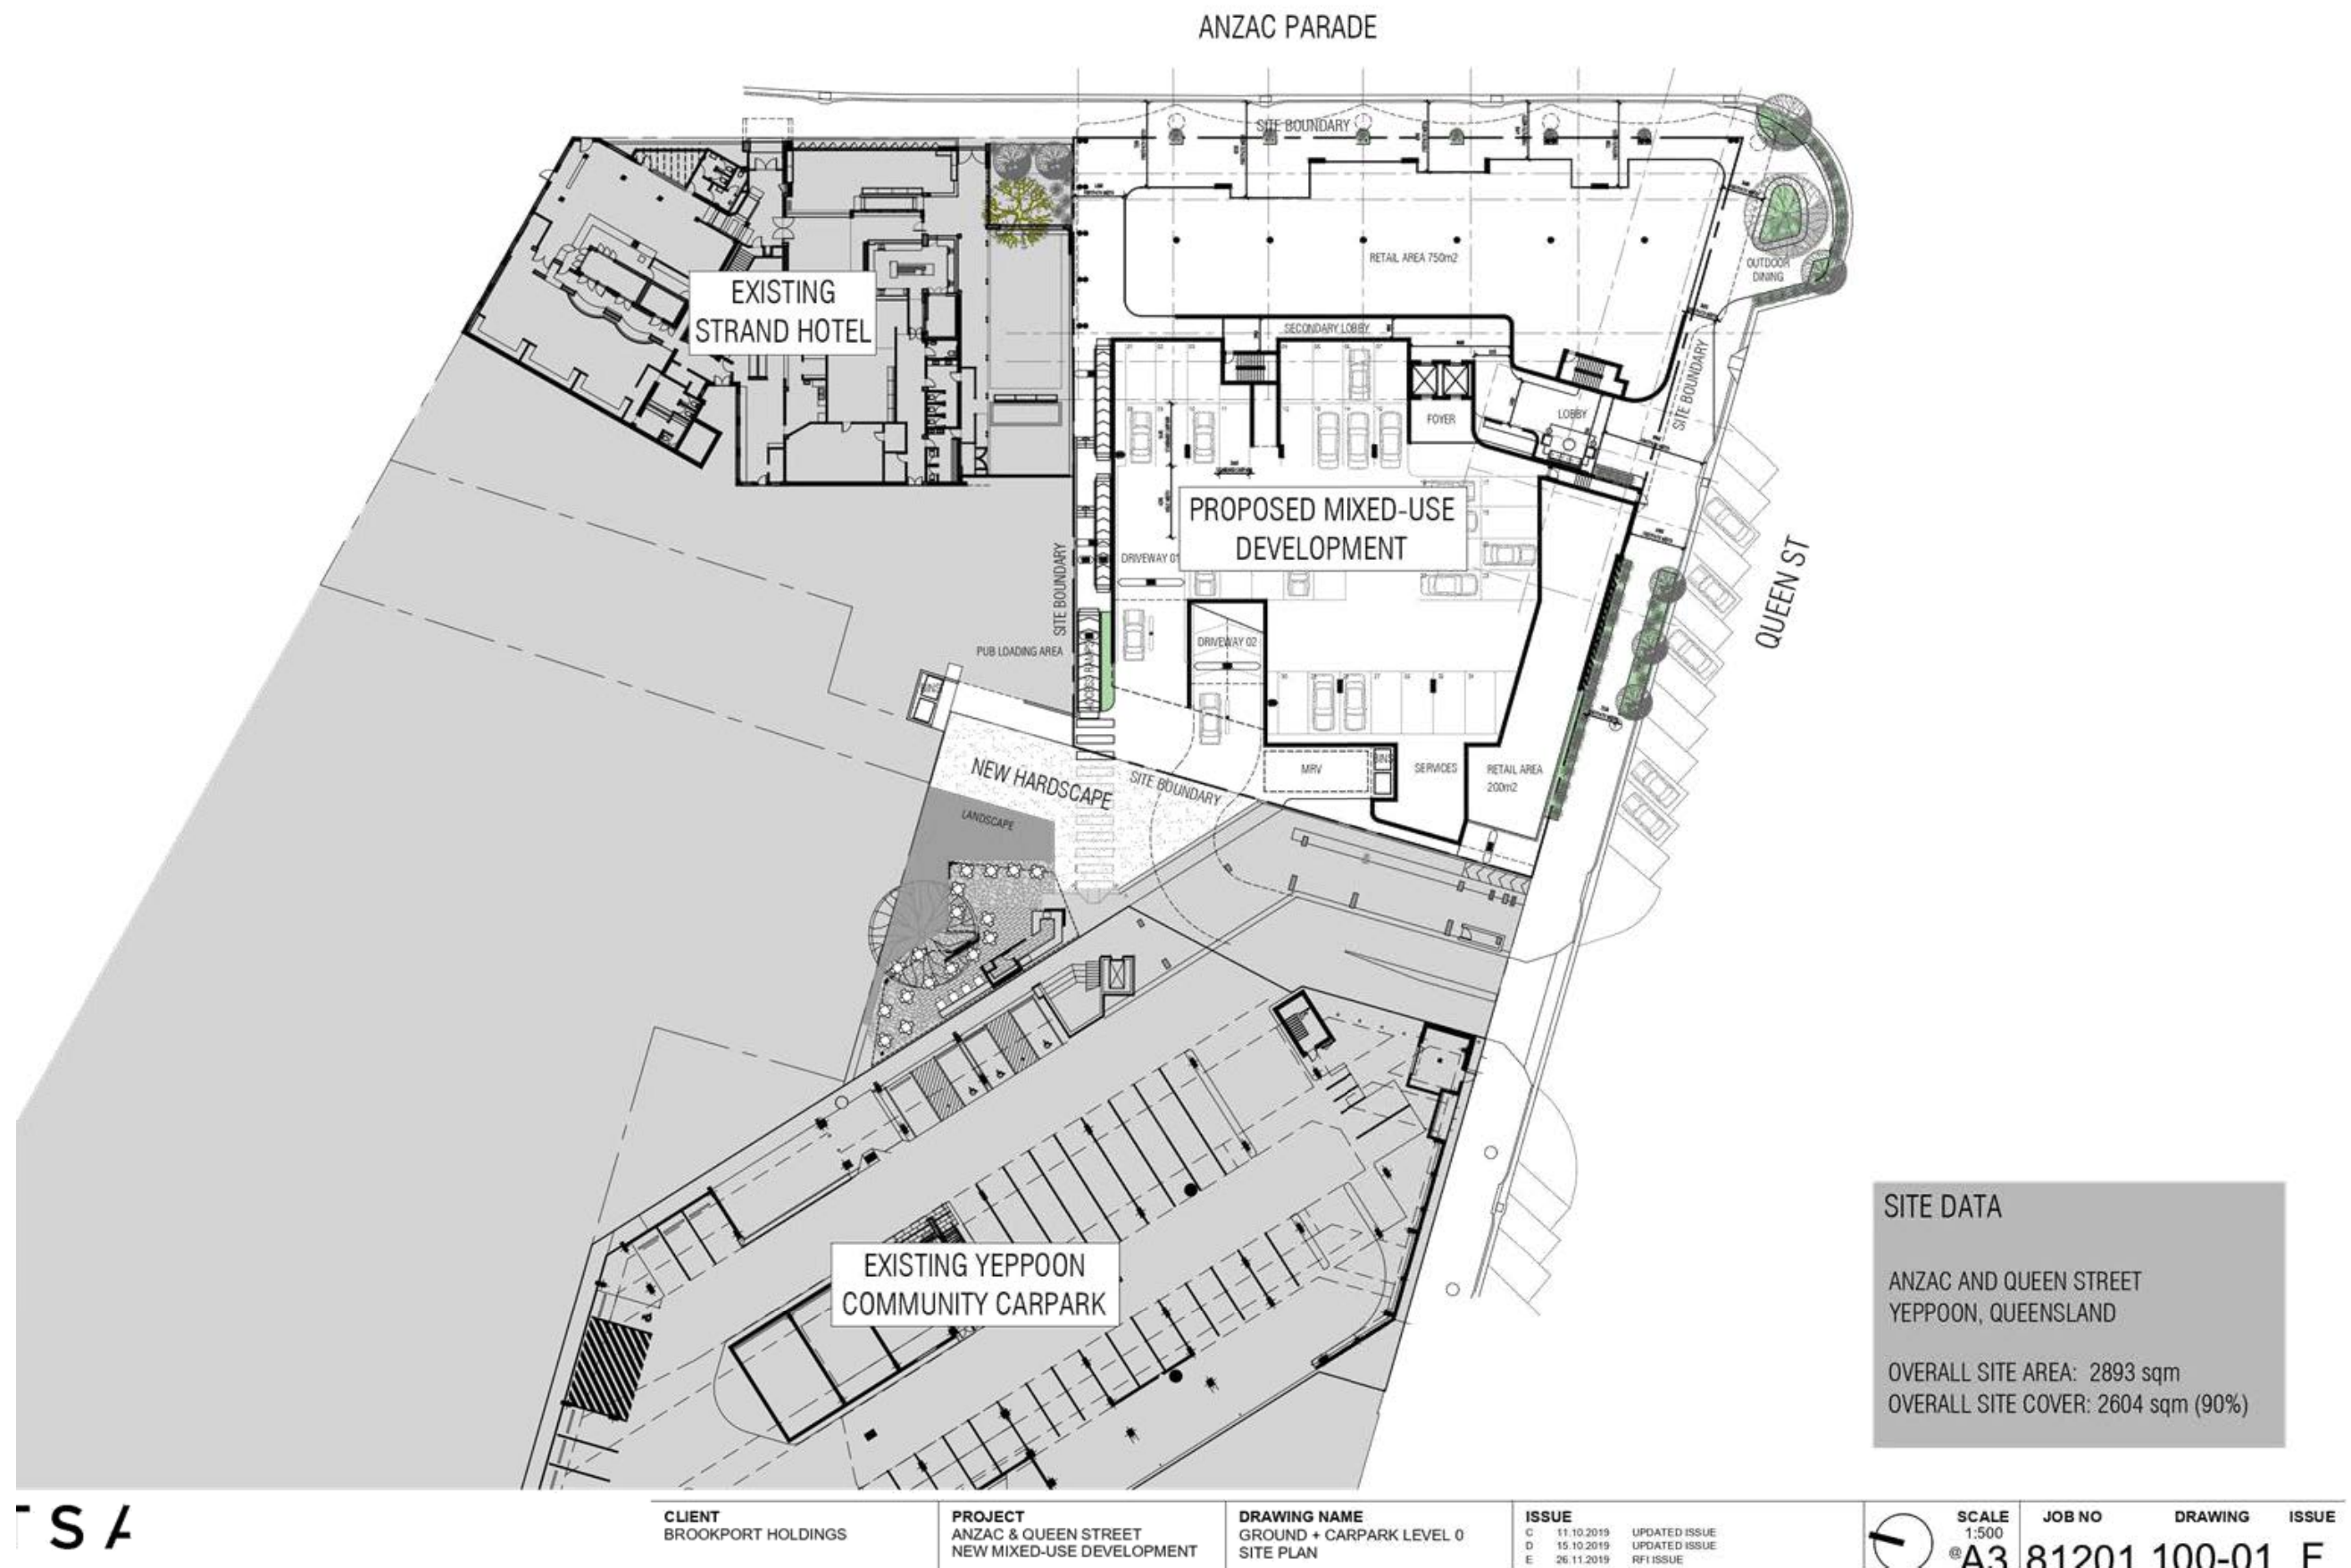 ANZAC PARADE
SITE BOUNDARY
RETAIL AREA 750m2
OUTDOOR
DINING
EXISTING
STRAND HOTEL
SECONDARY LOBBY
SITE BOUNDARY
FOYER
LOBBY
PROPOSED MIXED-USE
DEVELOPMENT
DRIVEWAY 01
QUEEN ST
SITE BOUNDARY
PUB LOADING AREA
DRIVEWAY 02
ACCESS RAMPS
BINS
NEW HARDSCAPE
SITE BOUNDARY
MRV
BINS
SERVICES
RETAIL AREA
200m2
LANDSCAPE
EXISTING YEPPOON
COMMUNITY CARPARK
SITE DATA
ANZAC AND QUEEN STREET
YEPPOON, QUEENSLAND
OVERALL SITE AREA: 2893 sqm
OVERALL SITE COVER: 2604 sqm (90%)
CLIENT
BROOKPORT HOLDINGS
PROJECT
ANZAC & QUEEN STREET
NEW MIXED-USE DEVELOPMENT
DRAWING NAME
GROUND + CARPARK LEVEL 0
SITE PLAN
ISSUE
C 11.10.2019 UPDATED ISSUE
D 15.10.2019 UPDATED ISSUE
E 26.11.2019 RFI ISSUE
SCALE
1:500
@A3
JOB NO
81201
DRAWING
100-01
ISSUE